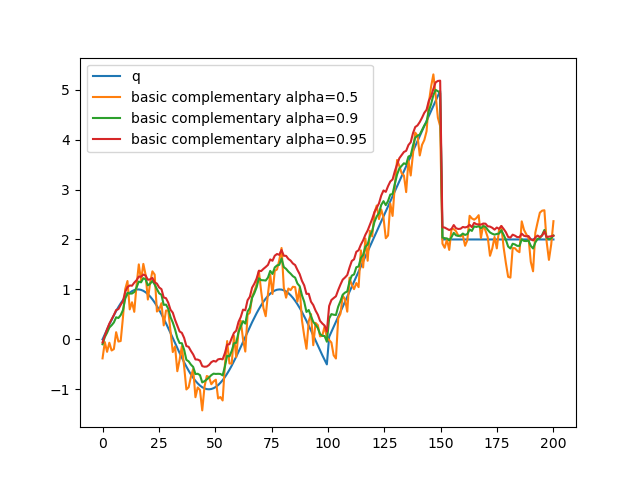 q
basic complementary alpha=0.5
basic complementary alpha=0.9
basic complementary alpha=0.95
5
4
3
2
1
0
−1
0 25 50 75 100 125 150 175 200